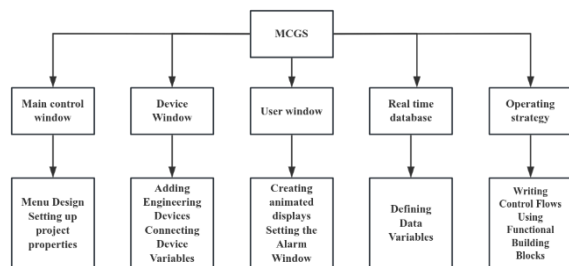 MCGS
Main control
window
Device
Window
User window
Real time
database
Operating
strategy
Menu Design
Setting up
project
properties
Adding
Engineering
Devices
Connecting
Device
Variables
Creating
animated
displays
Setting the
Alarm
Window
Defining
Data
Variables
Writing
Control Flows
Using
Functional
Building
Blocks